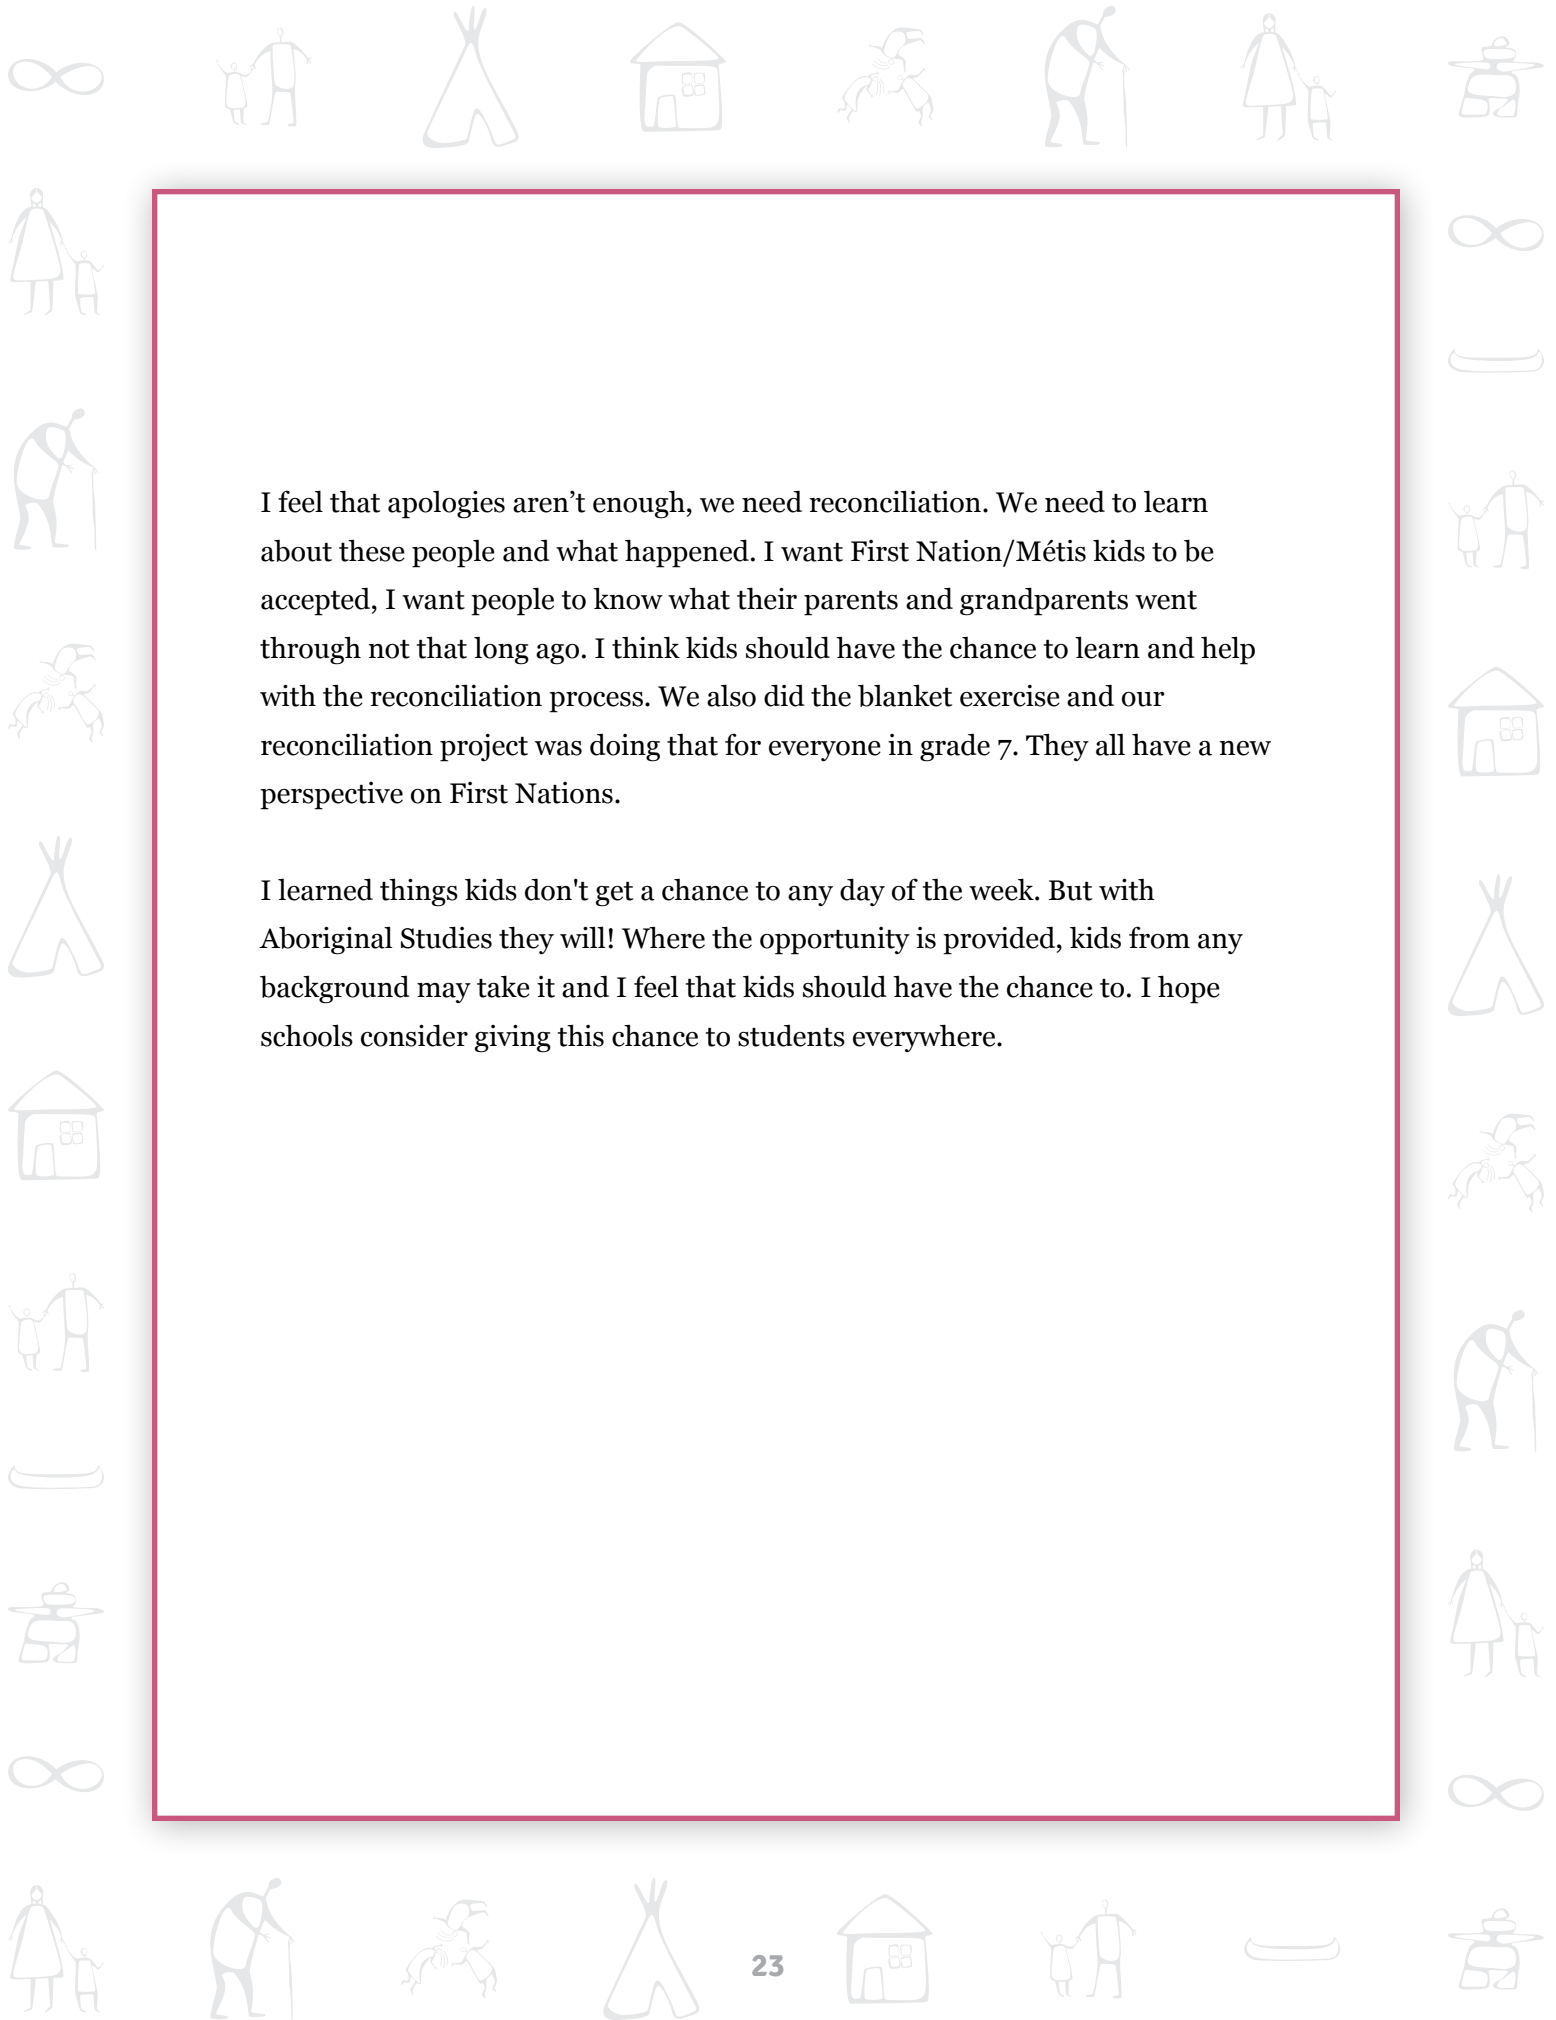 I feel that apologies aren’t enough, we need reconciliation. We need to learn
about these people and what happened. I want First Nation/Métis kids to be
accepted, I want people to know what their parents and grandparents went
through not that long ago. I think kids should have the chance to learn and help
with the reconciliation process. We also did the blanket exercise and our
reconciliation project was doing that for everyone in grade 7. They all have a new
perspective on First Nations.
I learned things kids don't get a chance to any day of the week. But with
Aboriginal Studies they will! Where the opportunity is provided, kids from any
background may take it and I feel that kids should have the chance to. I hope
schools consider giving this chance to students everywhere.
23